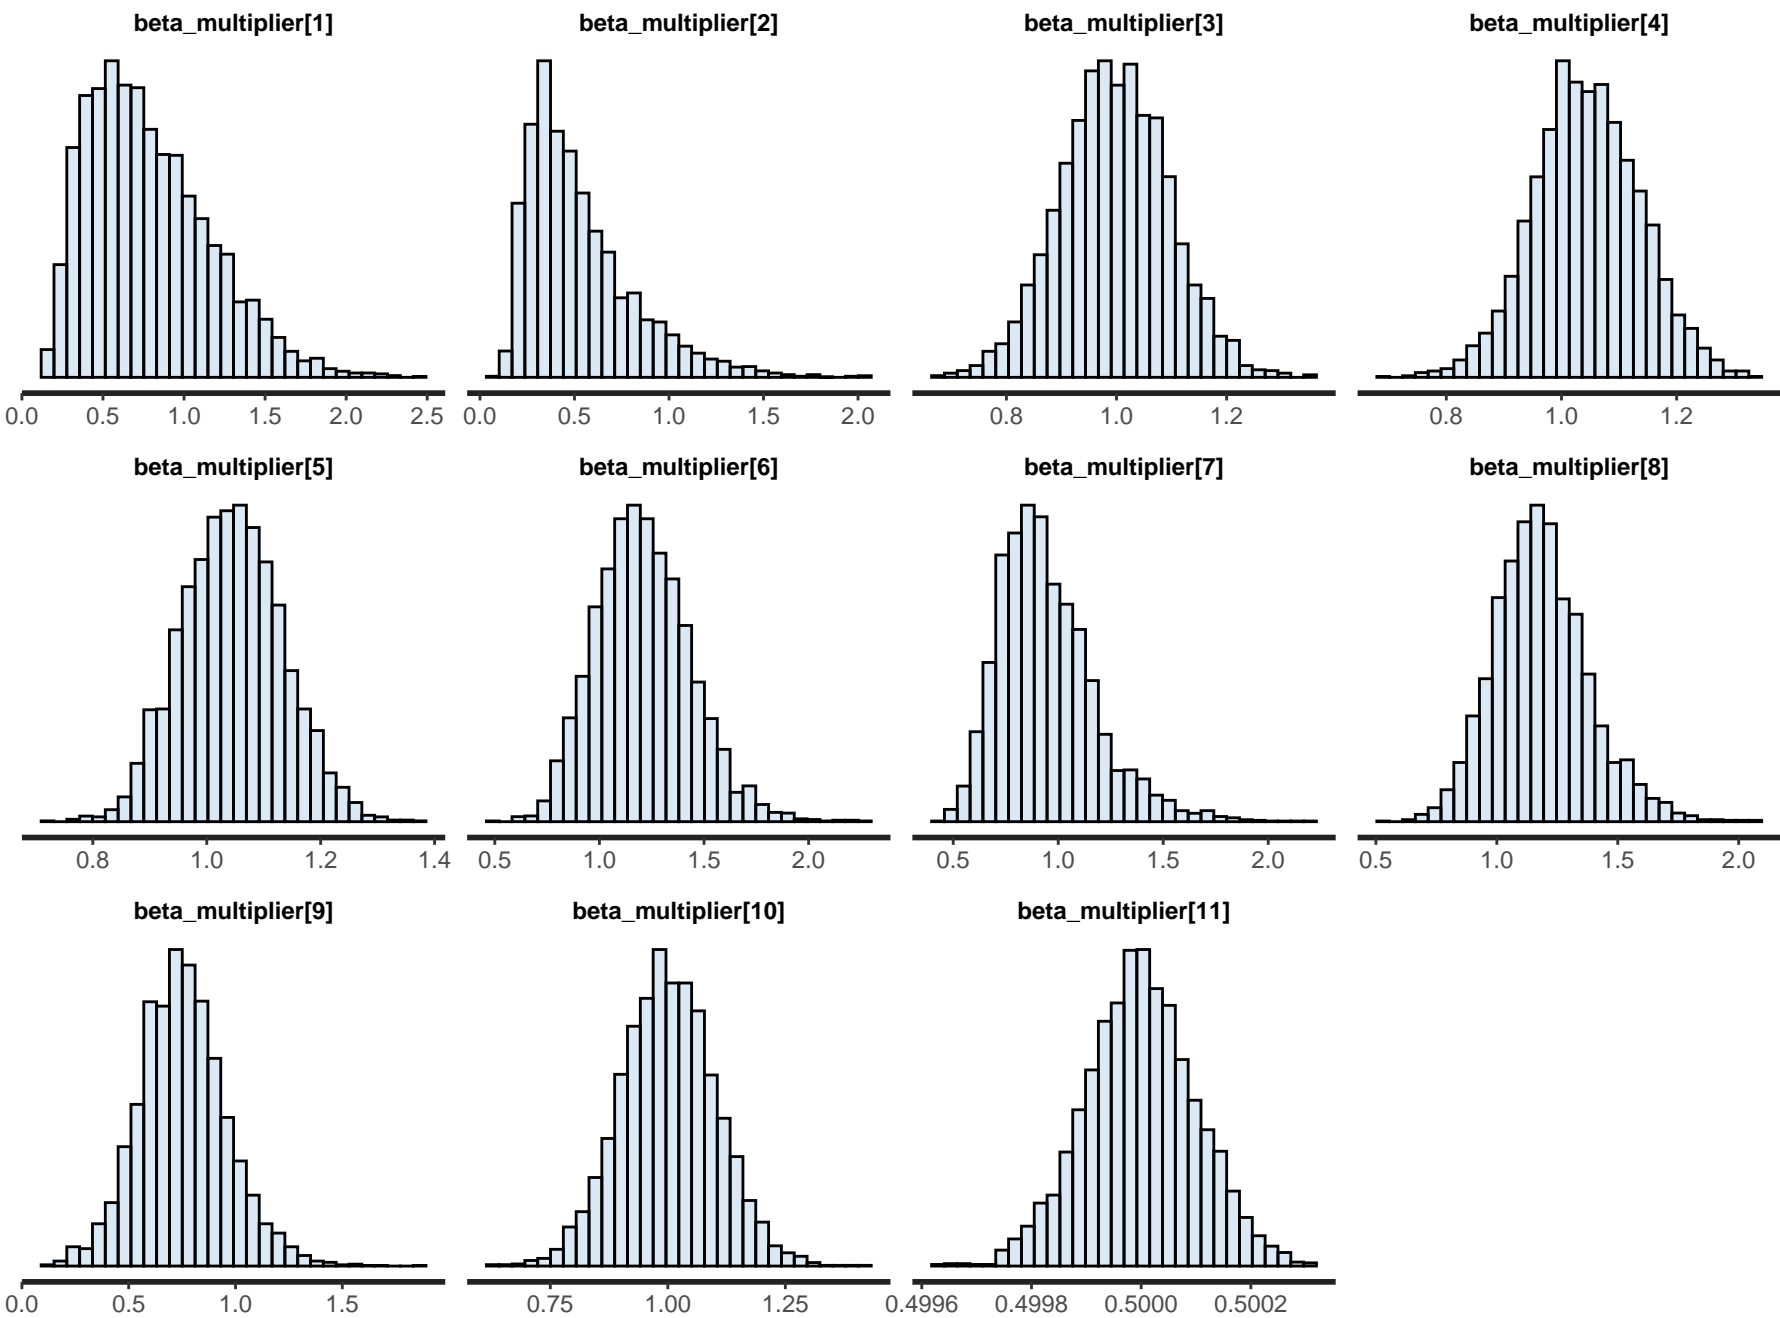 beta_multiplier[1] beta_multiplier[2] beta_multiplier[3] beta_multiplier[4]
0.0 0.5 1.0 1.5 2.0 2.5 0.0 0.5 1.0 1.5 2.0 0.8 1.0 1.2 0.8 1.0 1.2
beta_multiplier[5] beta_multiplier[6] beta_multiplier[7] beta_multiplier[8]
0.8 1.0 1.2 1.4 0.5 1.0 1.5 2.0 0.5 1.0 1.5 2.0 0.5 1.0 1.5 2.0
beta_multiplier[9] beta_multiplier[10] beta_multiplier[11]
0.0 0.5 1.0 1.5 0.75 1.00 1.25 0.4996 0.4998 0.5000 0.5002